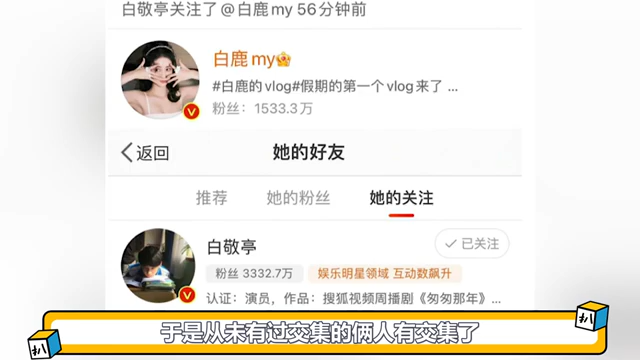 白敬亭关注了@白鹿my 56分钟前
白鹿my
#白鹿的vlog#假期的第一个vlog来了 ...
粉丝：1533.3万
返回
她的好友
推荐
她的粉丝
她的关注
白敬亭
已关注
粉丝 3332.7万
娱乐明星领域 互动数飙升
认证：演员，作品：搜狐视频周播剧《匆匆那年》...
扒
于是从未有过交集的俩人有交集了
扒